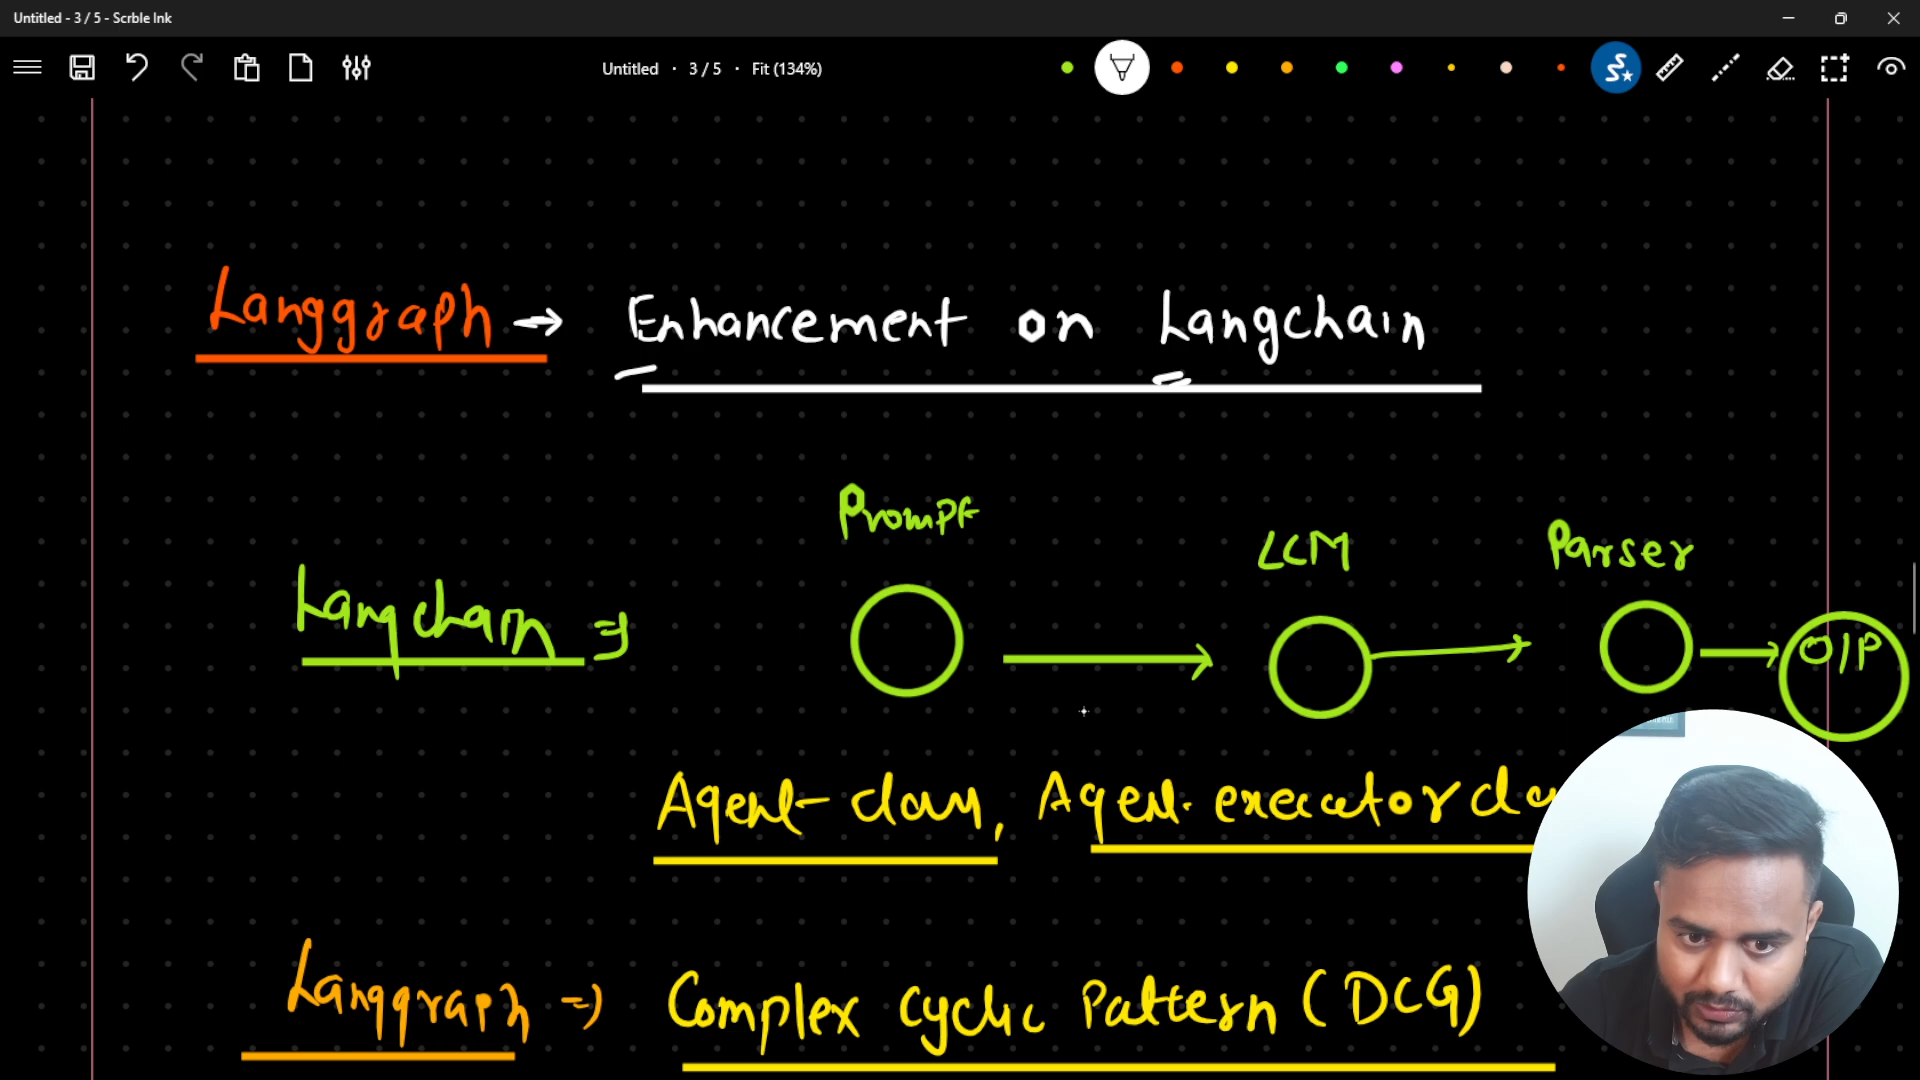 Untitled - 3 / 5 - Scrble Ink
Untitled · 3 / 5 · Fit (134%)
Langgraph → Enhancement on Langchain
Prompt LLM Parser
Langchain ⇒ O/P
Agent-class, Agent-executor
Langgraph ⇒ Complex Cyclic Pattern (DCG)